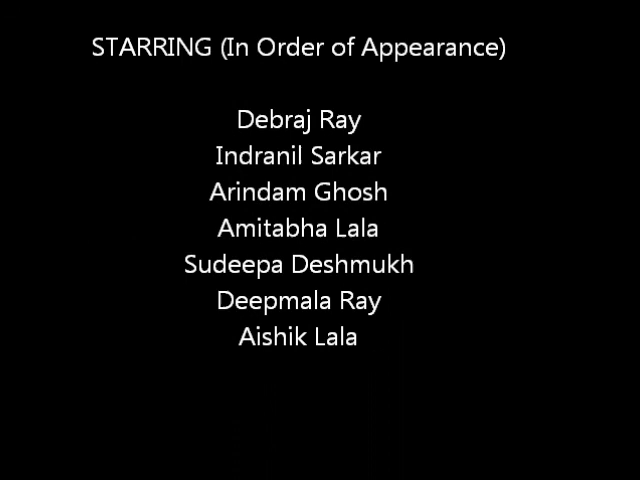 STARRING (In Order of Appearance)
Debraj Ray
Indranil Sarkar
Arindam Ghosh
Amitabha Lala
Sudeepa Deshmukh
Deepmala Ray
Aishik Lala